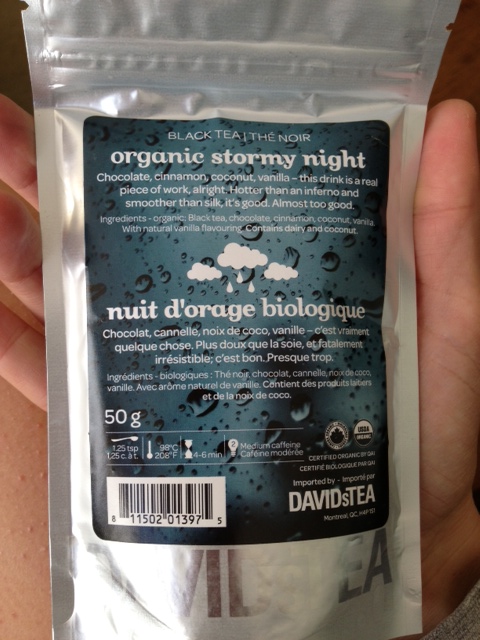 BLACK TEA | THÉ NOIR
organic stormy night
Chocolate, cinnamon, coconut, vanilla – this drink is a real
piece of work, alright. Hotter than an inferno and
smoother than silk, it's good. Almost too good.
Ingredients - organic: Black tea, chocolate, cinnamon, coconut, vanilla.
With natural vanilla flavouring. Contains dairy and coconut.
nuit d'orage biologique
Chocolat, cannelle, noix de coco, vanille – c'est vraiment
quelque chose. Plus doux que la soie, et fatalement
irrésistible; c'est bon. Presque trop.
Ingrédients - biologiques : Thé noir, chocolat, cannelle, noix de coco,
vanille. Avec arôme naturel de vanille. Contient des produits laitiers
et de la noix de coco.
50 g
1.25 tsp
1,25 c. à t.
98°C
208°F
4-6 min
2
Medium caffeine
Caféine modérée
USDA
ORGANIC
CERTIFIED ORGANIC BY QAI
CERTIFIÉ BIOLOGIQUE PAR QAI
Imported by - Importé par
DAVIDsTEA
Montreal, QC, H4P 1S1
8 11502 01397 5